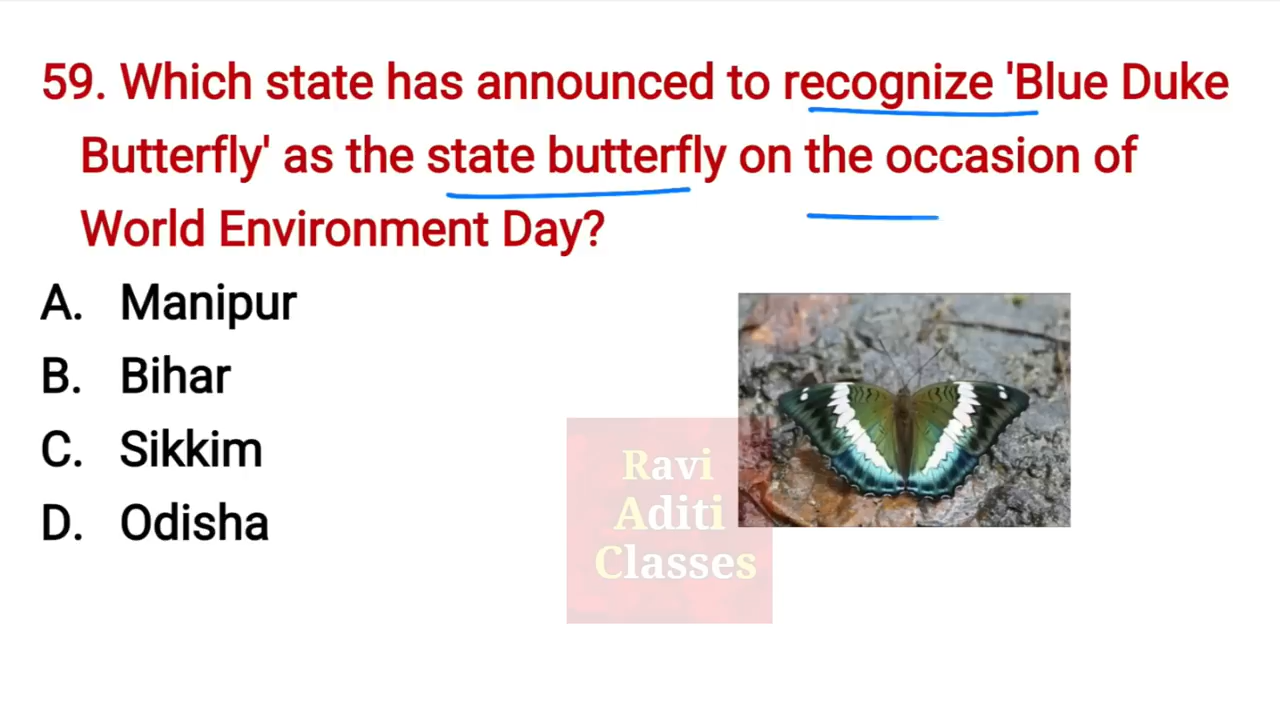 59. Which state has announced to recognize 'Blue Duke
Butterfly' as the state butterfly on the occasion of
World Environment Day?
A. Manipur
B. Bihar
C. Sikkim
D. Odisha
Ravi
Aditi
Classes